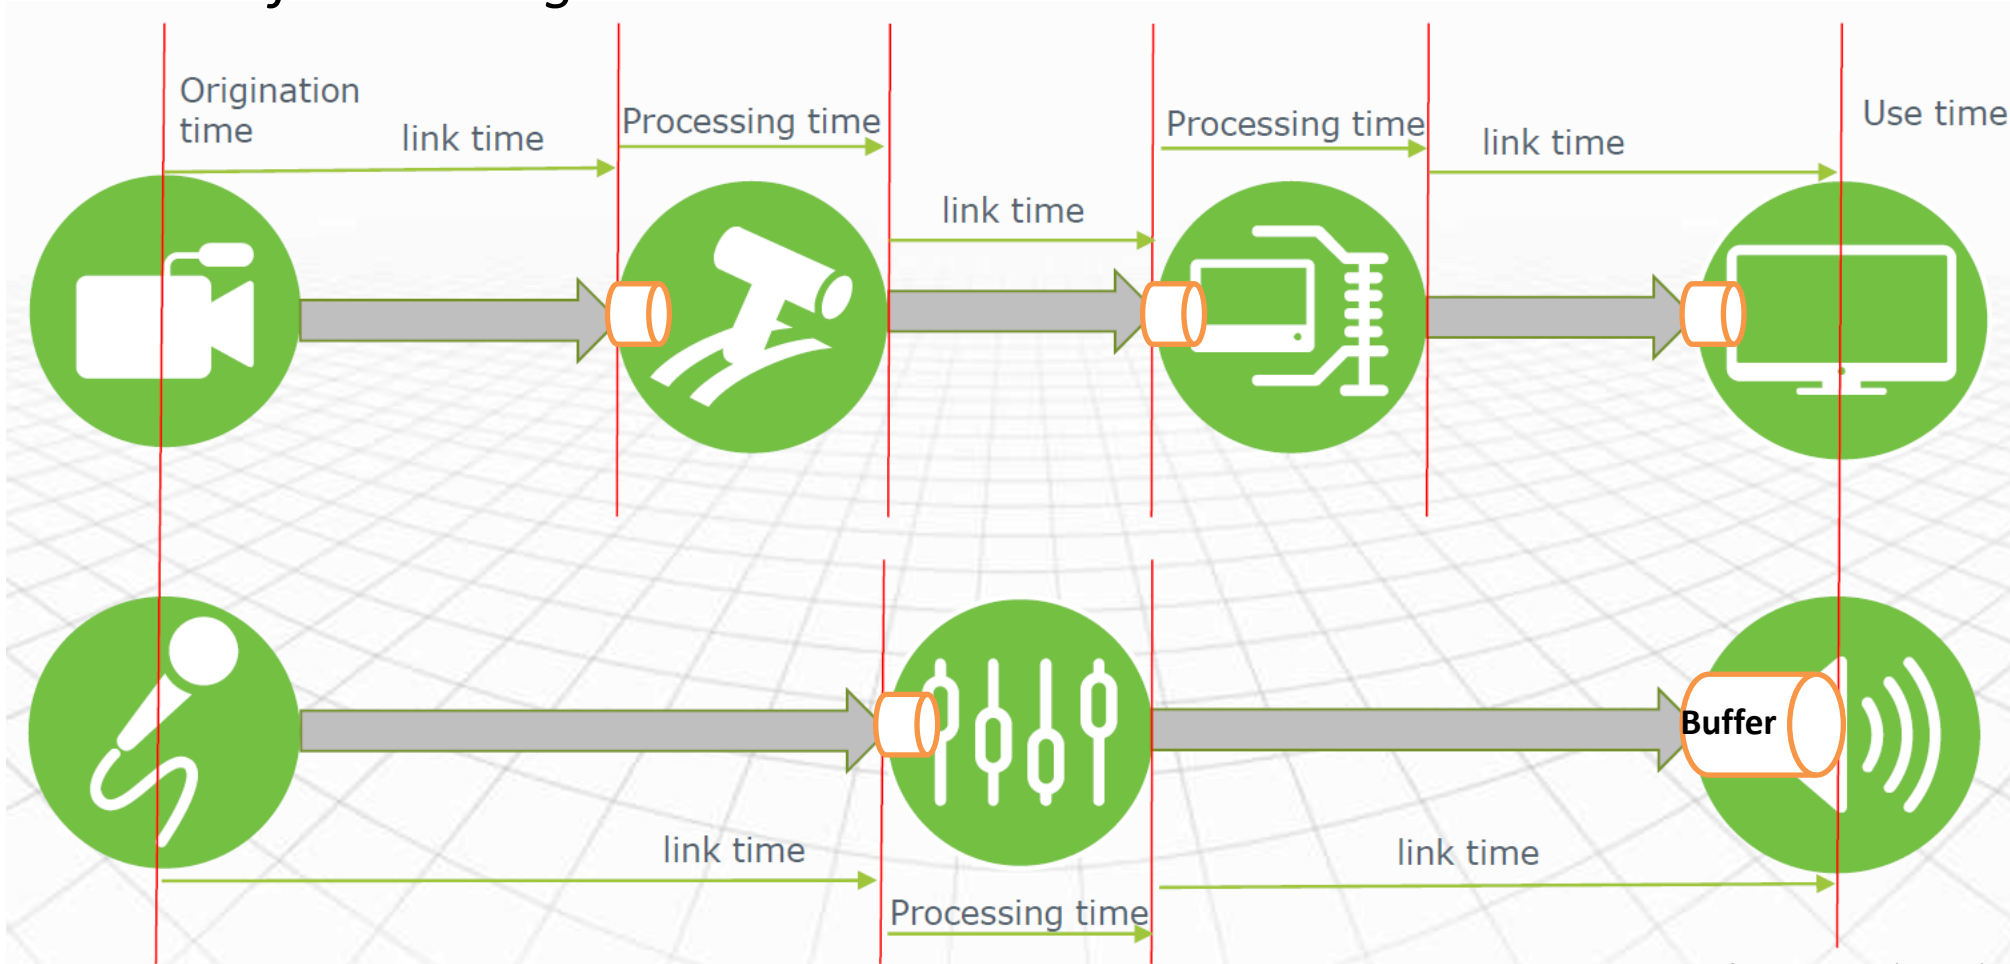 Origination
time
link time
Processing time
link time
Processing time
link time
Use time
Buffer
link time
Processing time
link time